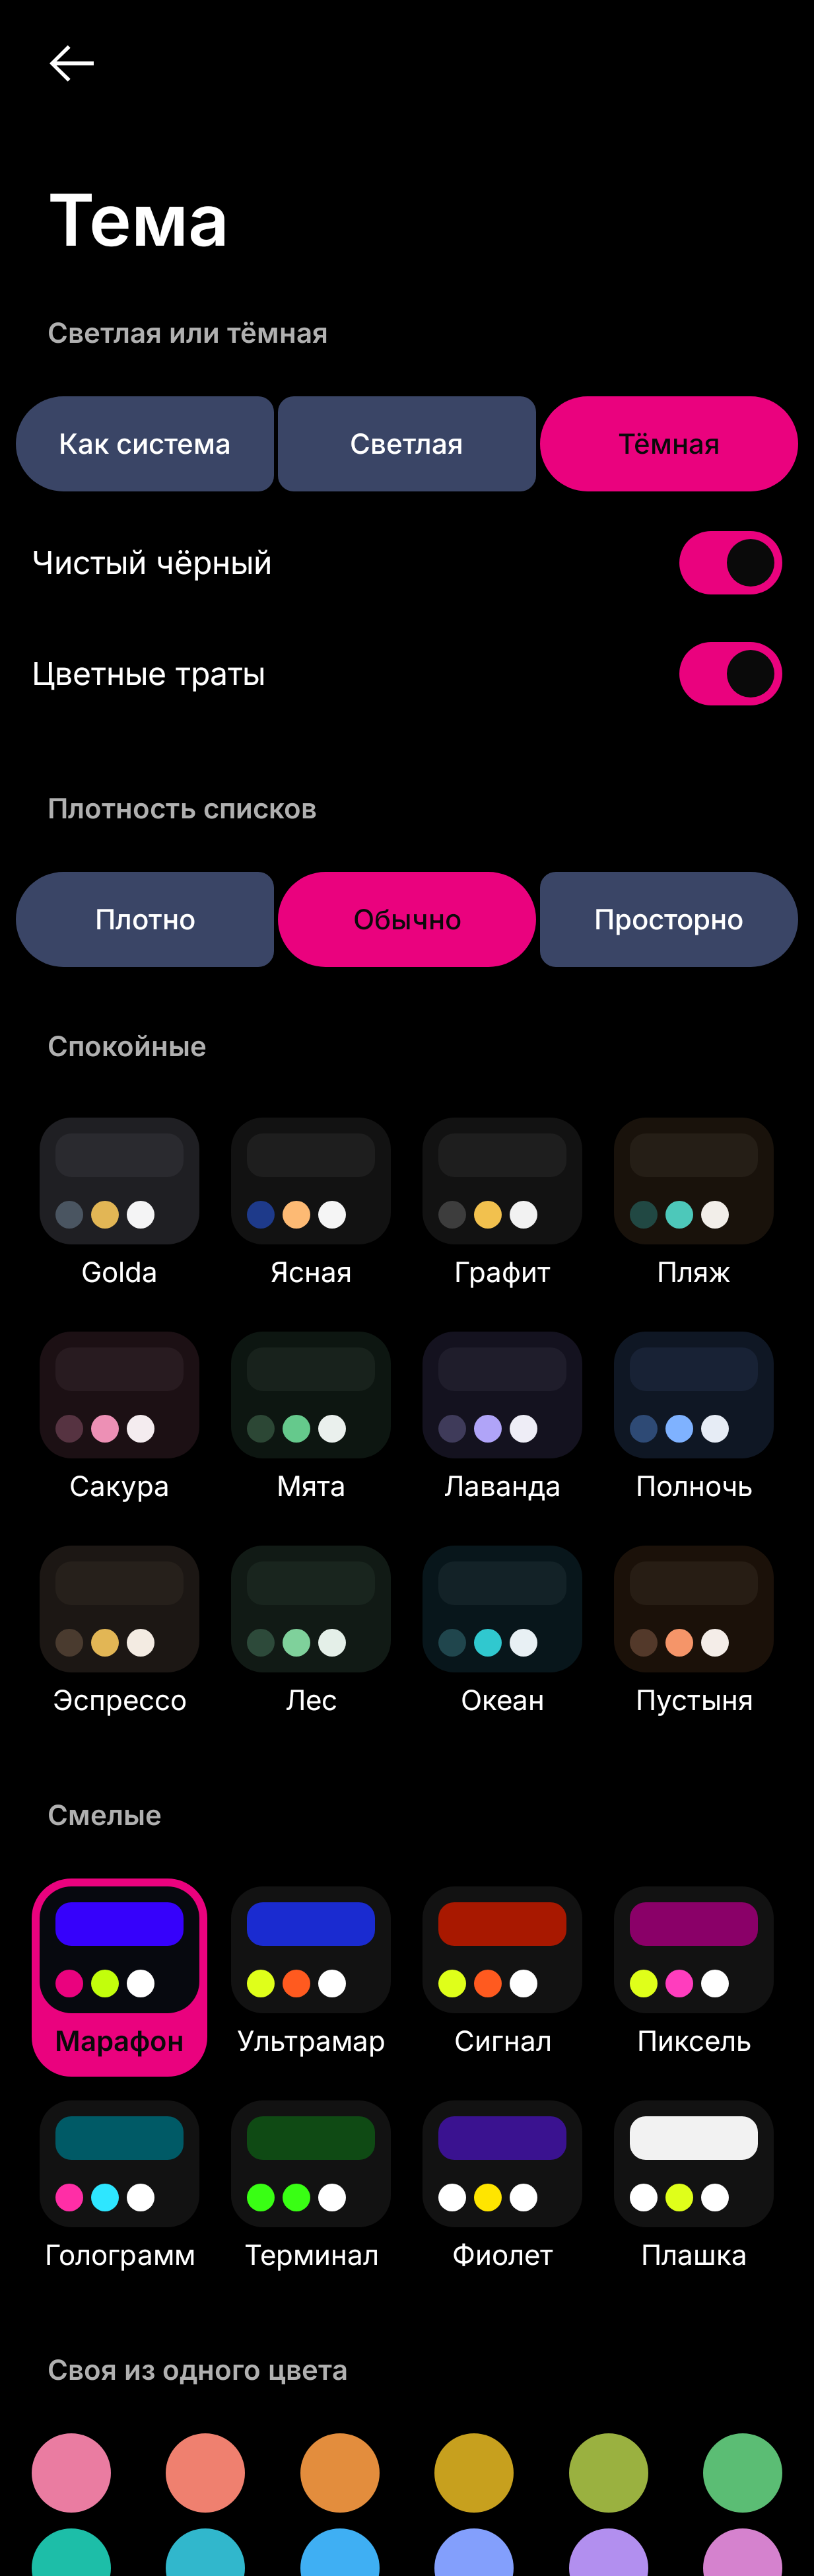 Тема
Светлая или тёмная
Как система Светлая Тёмная
Чистый чёрный
Цветные траты
Плотность списков
Плотно Обычно Просторно
Спокойные
Golda Ясная Графит Пляж
Сакура Мята Лаванда Полночь
Эспрессо Лес Океан Пустыня
Смелые
Марафон Ультрамар Сигнал Пиксель
Голограмм Терминал Фиолет Плашка
Своя из одного цвета